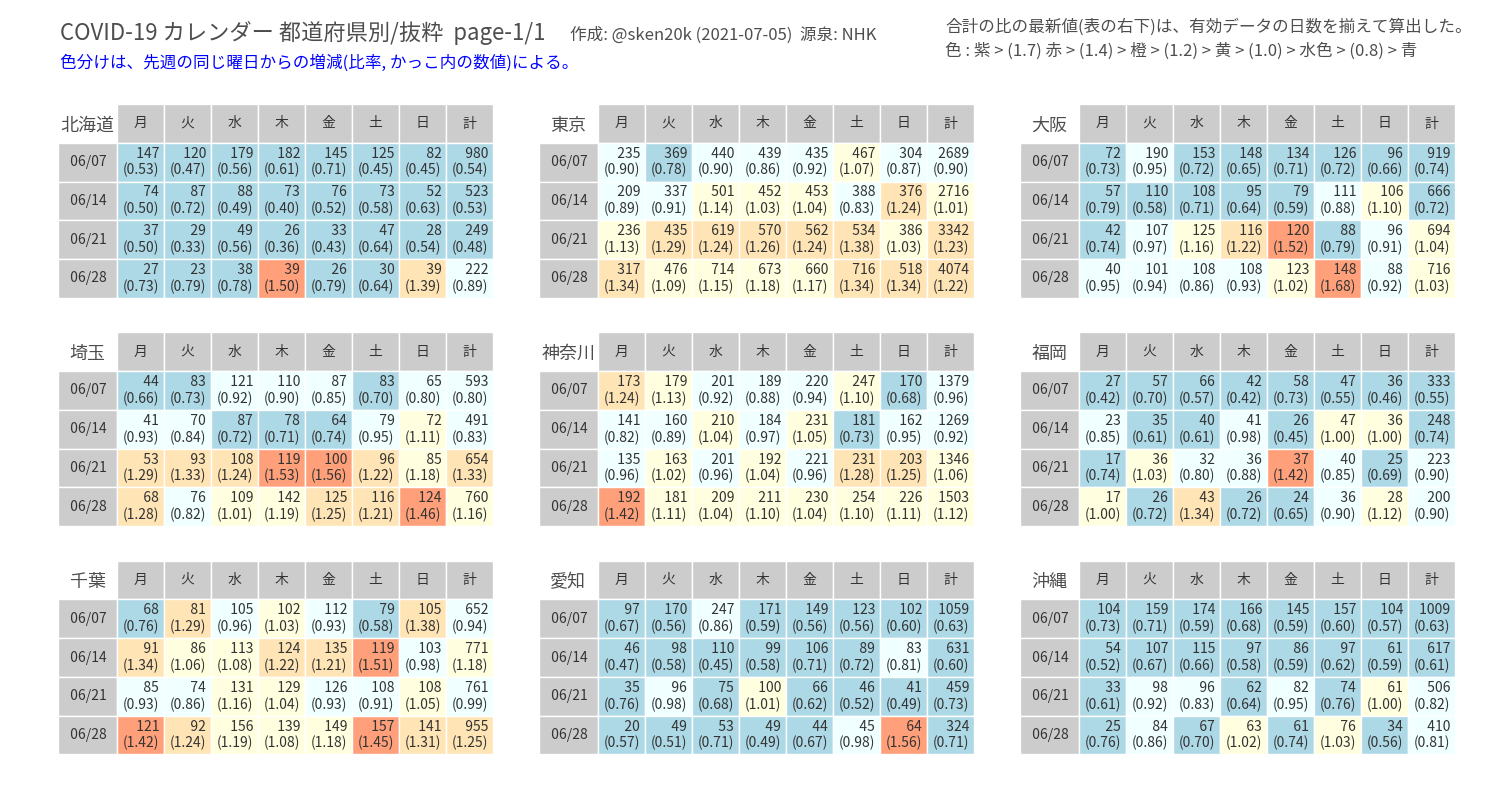 COVID-19 カレンダー 都道府県別/抜粋 page-1/1 作成: @sken20k (2021-07-05) 源泉: NHK
合計の比の最新値(表の右下)は、有効データの日数を揃えて算出した。
色分けは、先週の同じ曜日からの増減(比率, かっこ内の数値)による。
色 : 紫 > (1.7) 赤 > (1.4) > 橙 > (1.2) > 黄 > (1.0) > 水色 > (0.8) > 青
北海道 月 火 水 木 金 土 日 計
06/07 147 120 179 182 145 125 82 980
(0.53) (0.47) (0.56) (0.61) (0.71) (0.45) (0.45) (0.54)
06/14 74 87 88 73 76 73 52 523
(0.50) (0.72) (0.49) (0.40) (0.52) (0.58) (0.63) (0.53)
06/21 37 29 49 26 33 47 28 249
(0.50) (0.33) (0.56) (0.36) (0.43) (0.64) (0.54) (0.48)
06/28 27 23 38 39 26 30 39 222
(0.73) (0.79) (0.78) (1.50) (0.79) (0.64) (1.39) (0.89)
東京 月 火 水 木 金 土 日 計
06/07 235 369 440 439 435 467 304 2689
(0.90) (0.78) (0.90) (0.86) (0.92) (1.07) (0.87) (0.90)
06/14 209 337 501 452 453 388 376 2716
(0.89) (0.91) (1.14) (1.03) (1.04) (0.83) (1.24) (1.01)
06/21 236 435 619 570 562 534 386 3342
(1.13) (1.29) (1.24) (1.26) (1.24) (1.38) (1.03) (1.23)
06/28 317 476 714 673 660 716 518 4074
(1.34) (1.09) (1.15) (1.18) (1.17) (1.34) (1.34) (1.22)
大阪 月 火 水 木 金 土 日 計
06/07 72 190 153 148 134 126 96 919
(0.73) (0.95) (0.72) (0.65) (0.71) (0.72) (0.66) (0.74)
06/14 57 110 108 95 79 111 106 666
(0.79) (0.58) (0.71) (0.64) (0.59) (0.88) (1.10) (0.72)
06/21 42 107 125 116 120 88 96 694
(0.74) (0.97) (1.16) (1.22) (1.52) (0.79) (0.91) (1.04)
06/28 40 101 108 108 123 148 88 716
(0.95) (0.94) (0.86) (0.93) (1.02) (1.68) (0.92) (1.03)
埼玉 月 火 水 木 金 土 日 計
06/07 44 83 121 110 87 83 65 593
(0.66) (0.73) (0.92) (0.90) (0.85) (0.70) (0.80) (0.80)
06/14 41 70 87 78 64 79 72 491
(0.93) (0.84) (0.72) (0.71) (0.74) (0.95) (1.11) (0.83)
06/21 53 93 108 119 100 96 85 654
(1.29) (1.33) (1.24) (1.53) (1.56) (1.22) (1.18) (1.33)
06/28 68 76 109 142 125 116 124 760
(1.28) (0.82) (1.01) (1.19) (1.25) (1.21) (1.46) (1.16)
神奈川 月 火 水 木 金 土 日 計
06/07 173 179 201 189 220 247 170 1379
(1.24) (1.13) (0.92) (0.88) (0.94) (1.10) (0.68) (0.96)
06/14 141 160 210 184 231 181 162 1269
(0.82) (0.89) (1.04) (0.97) (1.05) (0.73) (0.95) (0.92)
06/21 135 163 201 192 221 231 203 1346
(0.96) (1.02) (0.96) (1.04) (0.96) (1.28) (1.25) (1.06)
06/28 192 181 209 211 230 254 226 1503
(1.42) (1.11) (1.04) (1.10) (1.04) (1.10) (1.11) (1.12)
福岡 月 火 水 木 金 土 日 計
06/07 27 57 66 42 58 47 36 333
(0.42) (0.70) (0.57) (0.42) (0.73) (0.55) (0.46) (0.55)
06/14 23 35 40 41 26 47 36 248
(0.85) (0.61) (0.61) (0.98) (0.45) (1.00) (1.00) (0.74)
06/21 17 36 32 36 37 40 25 223
(0.74) (1.03) (0.80) (0.88) (1.42) (0.85) (0.69) (0.90)
06/28 17 26 43 26 24 36 28 200
(1.00) (0.72) (1.34) (0.72) (0.65) (0.90) (1.12) (0.90)
千葉 月 火 水 木 金 土 日 計
06/07 68 81 105 102 112 79 105 652
(0.76) (1.29) (0.96) (1.03) (0.93) (0.58) (1.38) (0.94)
06/14 91 86 113 124 135 119 103 771
(1.34) (1.06) (1.08) (1.22) (1.21) (1.51) (0.98) (1.18)
06/21 85 74 131 129 126 108 108 761
(0.93) (0.86) (1.16) (1.04) (0.93) (0.91) (1.05) (0.99)
06/28 121 92 156 139 149 157 141 955
(1.42) (1.24) (1.19) (1.08) (1.18) (1.45) (1.31) (1.25)
愛知 月 火 水 木 金 土 日 計
06/07 97 170 247 171 149 123 102 1059
(0.67) (0.56) (0.86) (0.59) (0.56) (0.56) (0.60) (0.63)
06/14 46 98 110 99 106 89 83 631
(0.47) (0.58) (0.45) (0.58) (0.71) (0.72) (0.81) (0.60)
06/21 35 96 75 100 66 46 41 459
(0.76) (0.98) (0.68) (1.01) (0.62) (0.52) (0.49) (0.73)
06/28 20 49 53 49 44 45 64 324
(0.57) (0.51) (0.71) (0.49) (0.67) (0.98) (1.56) (0.71)
沖縄 月 火 水 木 金 土 日 計
06/07 104 159 174 166 145 157 104 1009
(0.73) (0.71) (0.59) (0.68) (0.59) (0.60) (0.57) (0.63)
06/14 54 107 115 97 86 97 61 617
(0.52) (0.67) (0.66) (0.58) (0.59) (0.62) (0.59) (0.61)
06/21 33 98 96 62 82 74 61 506
(0.61) (0.92) (0.83) (0.64) (0.95) (0.76) (1.00) (0.82)
06/28 25 84 67 63 61 76 34 410
(0.76) (0.86) (0.70) (1.02) (0.74) (1.03) (0.56) (0.81)